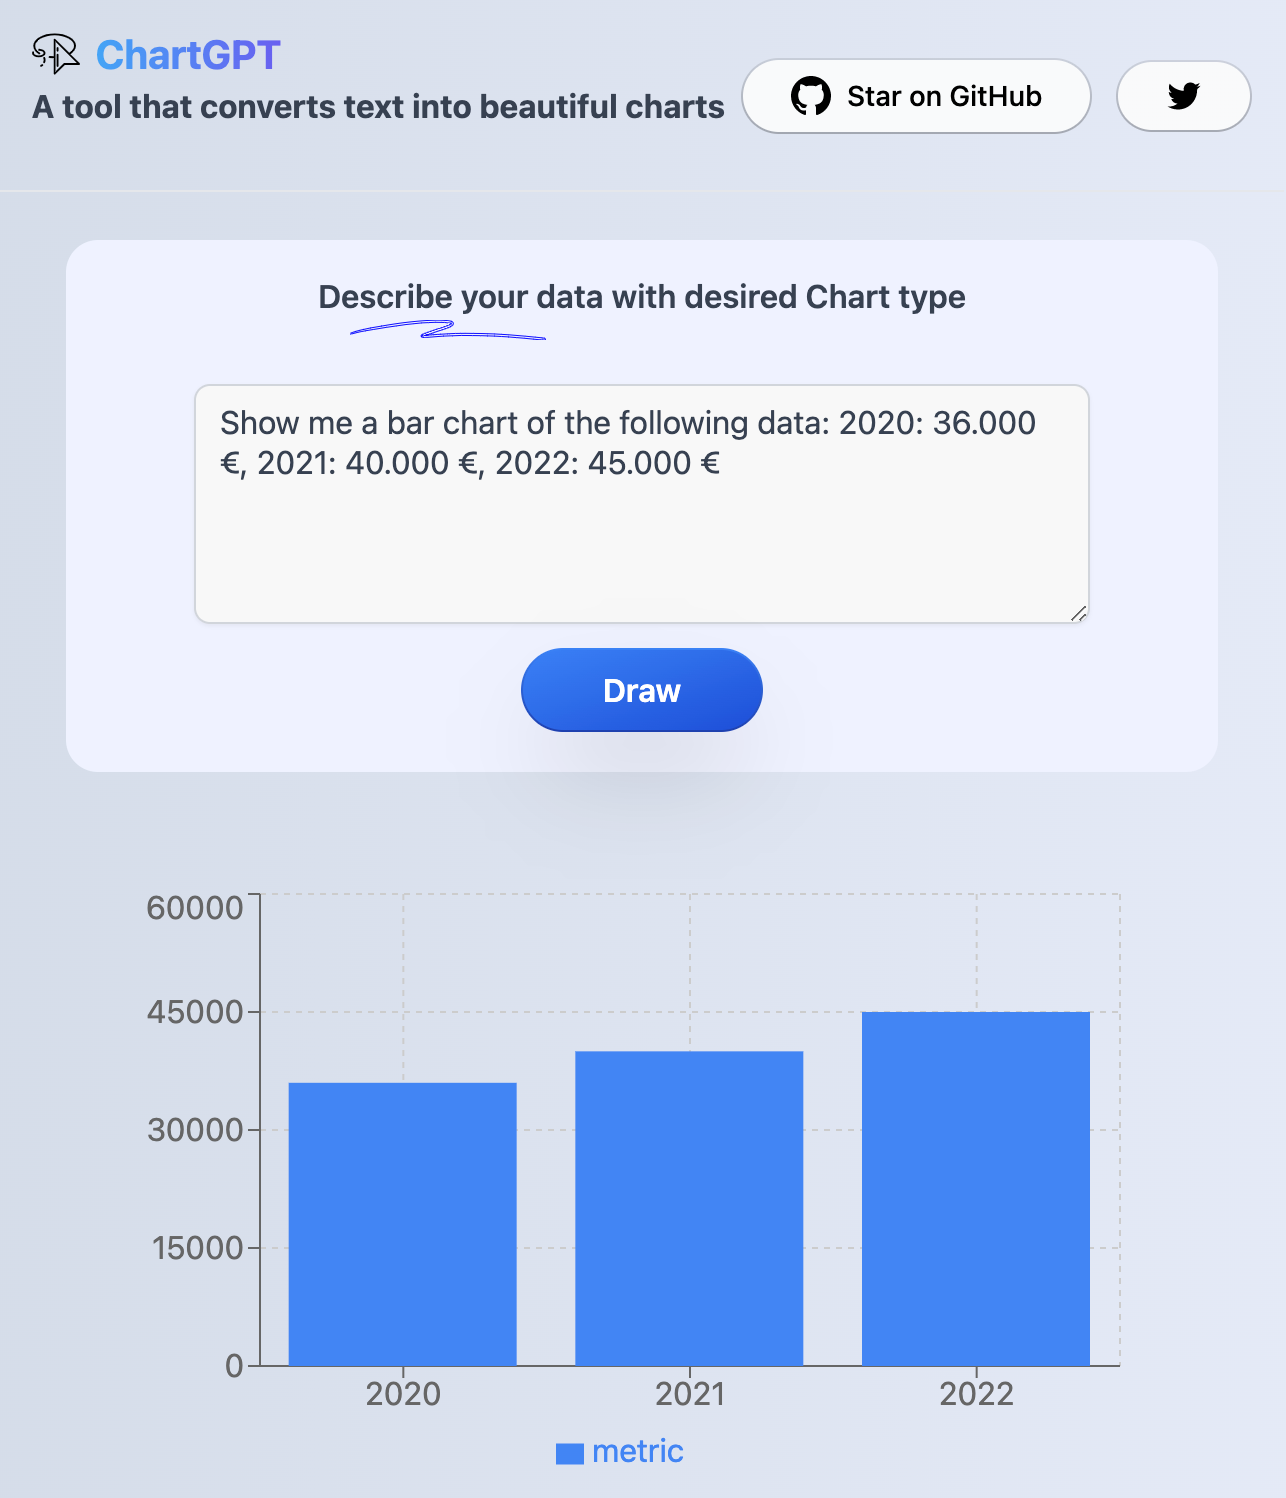 ChartGPT
A tool that converts text into beautiful charts
Star on GitHub
Describe your data with desired Chart type
Show me a bar chart of the following data: 2020: 36.000
€, 2021: 40.000 €, 2022: 45.000 €
Draw
60000
45000
30000
15000
0
2020 2021 2022
metric